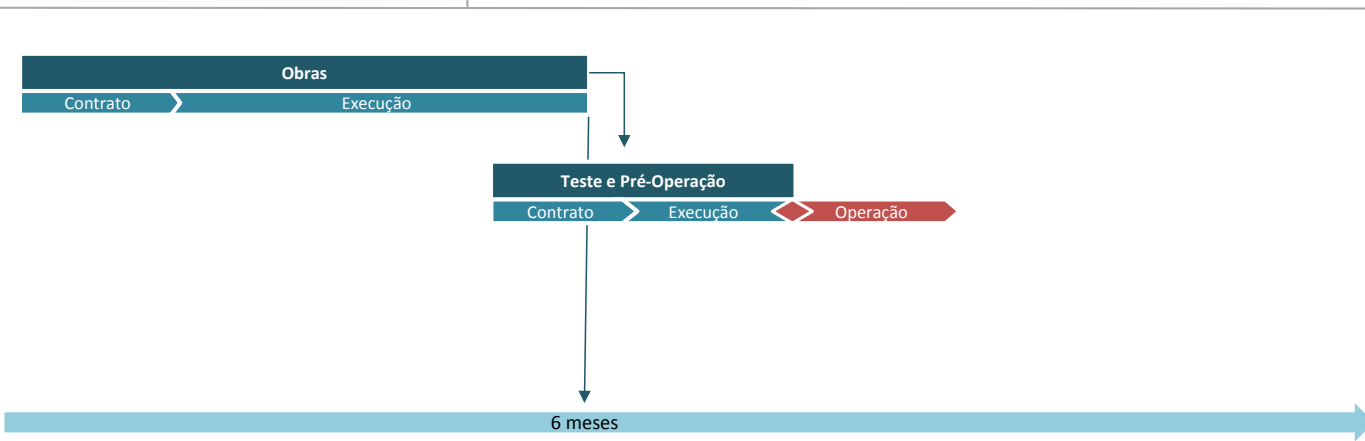 Obras
Contrato
Execução
Teste e Pré-Operação
Contrato
Execução
Operação
6 meses